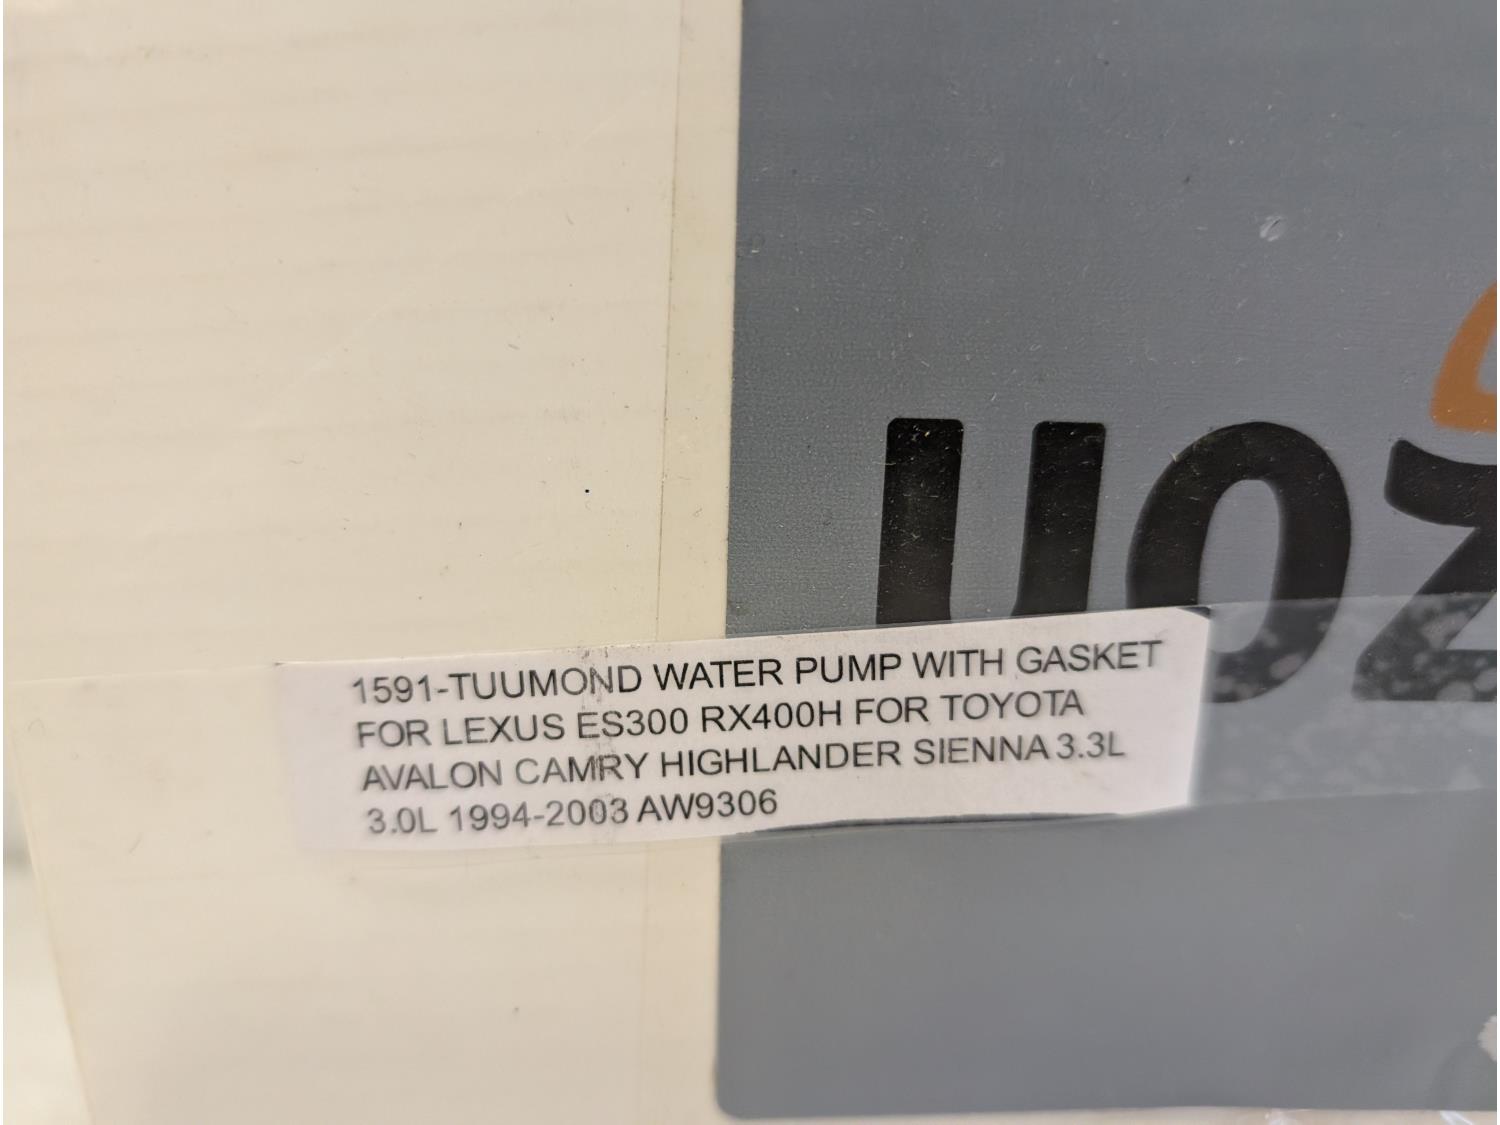 1591-TUUMOND WATER PUMP WITH GASKET
FOR LEXUS ES300 RX400H FOR TOYOTA
AVALON CAMRY HIGHLANDER SIENNA 3.3L
3.0L 1994-2003 AW9306